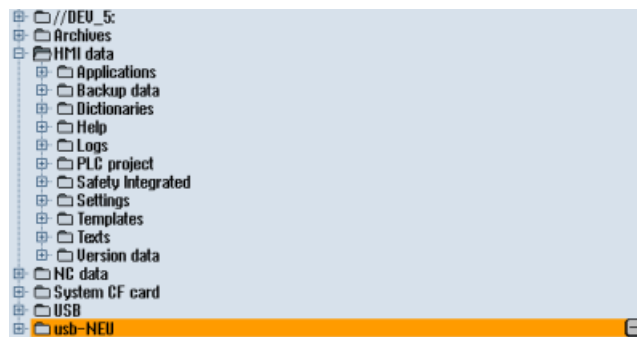 //DEV_5:
Archives
HMI data
Applications
Backup data
Dictionaries
Help
Logs
PLC project
Safety Integrated
Settings
Templates
Texts
Version data
NC data
System CF card
USB
usb-NEU